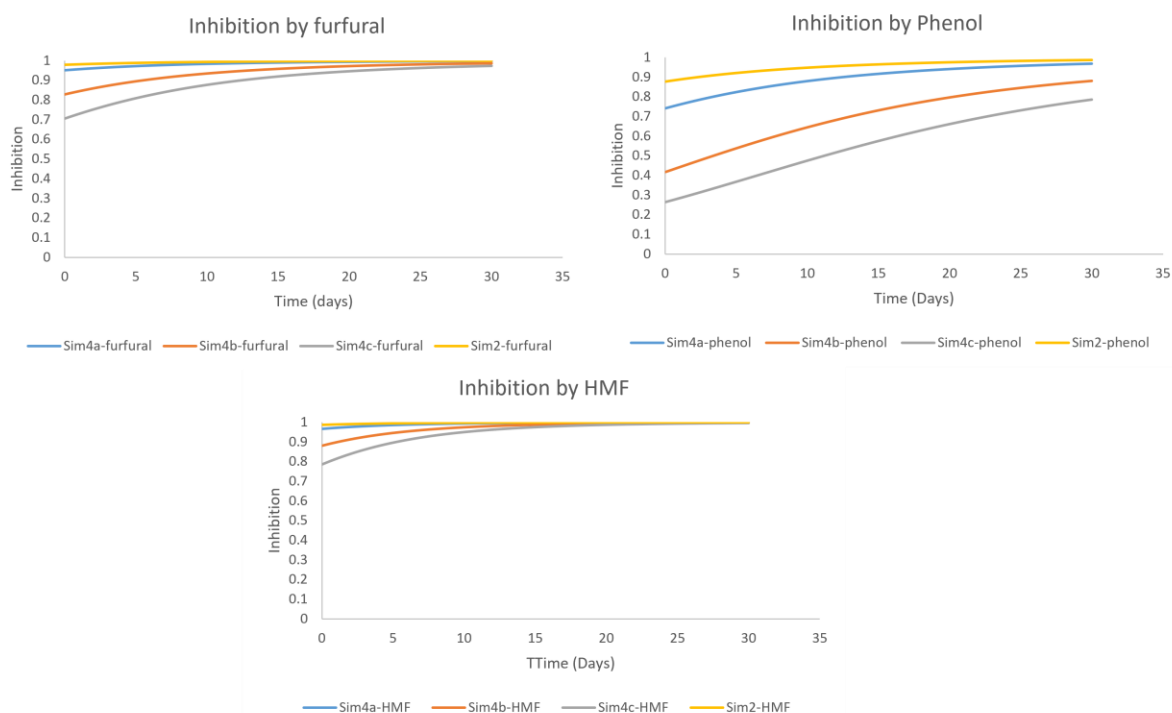 Inhibition by furfural
1
0.9
0.8
0.7
0.6
0.5
0.4
0.3
0.2
0.1
0
Inhibition
0 5 10 15 20 25 30 35
Time (days)
Sim4a-furfural Sim4b-furfural Sim4c-furfural Sim2-furfural
Inhibition by Phenol
1
0.9
0.8
0.7
0.6
0.5
0.4
0.3
0.2
0.1
0
Inhibition
0 5 10 15 20 25 30 35
Time (Days)
Sim4a-phenol Sim4b-phenol Sim4c-phenol Sim2-phenol
Inhibition by HMF
1
0.9
0.8
0.7
0.6
0.5
0.4
0.3
0.2
0.1
0
Inhibition
0 5 10 15 20 25 30 35
TTime (Days)
Sim4a-HMF Sim4b-HMF Sim4c-HMF Sim2-HMF